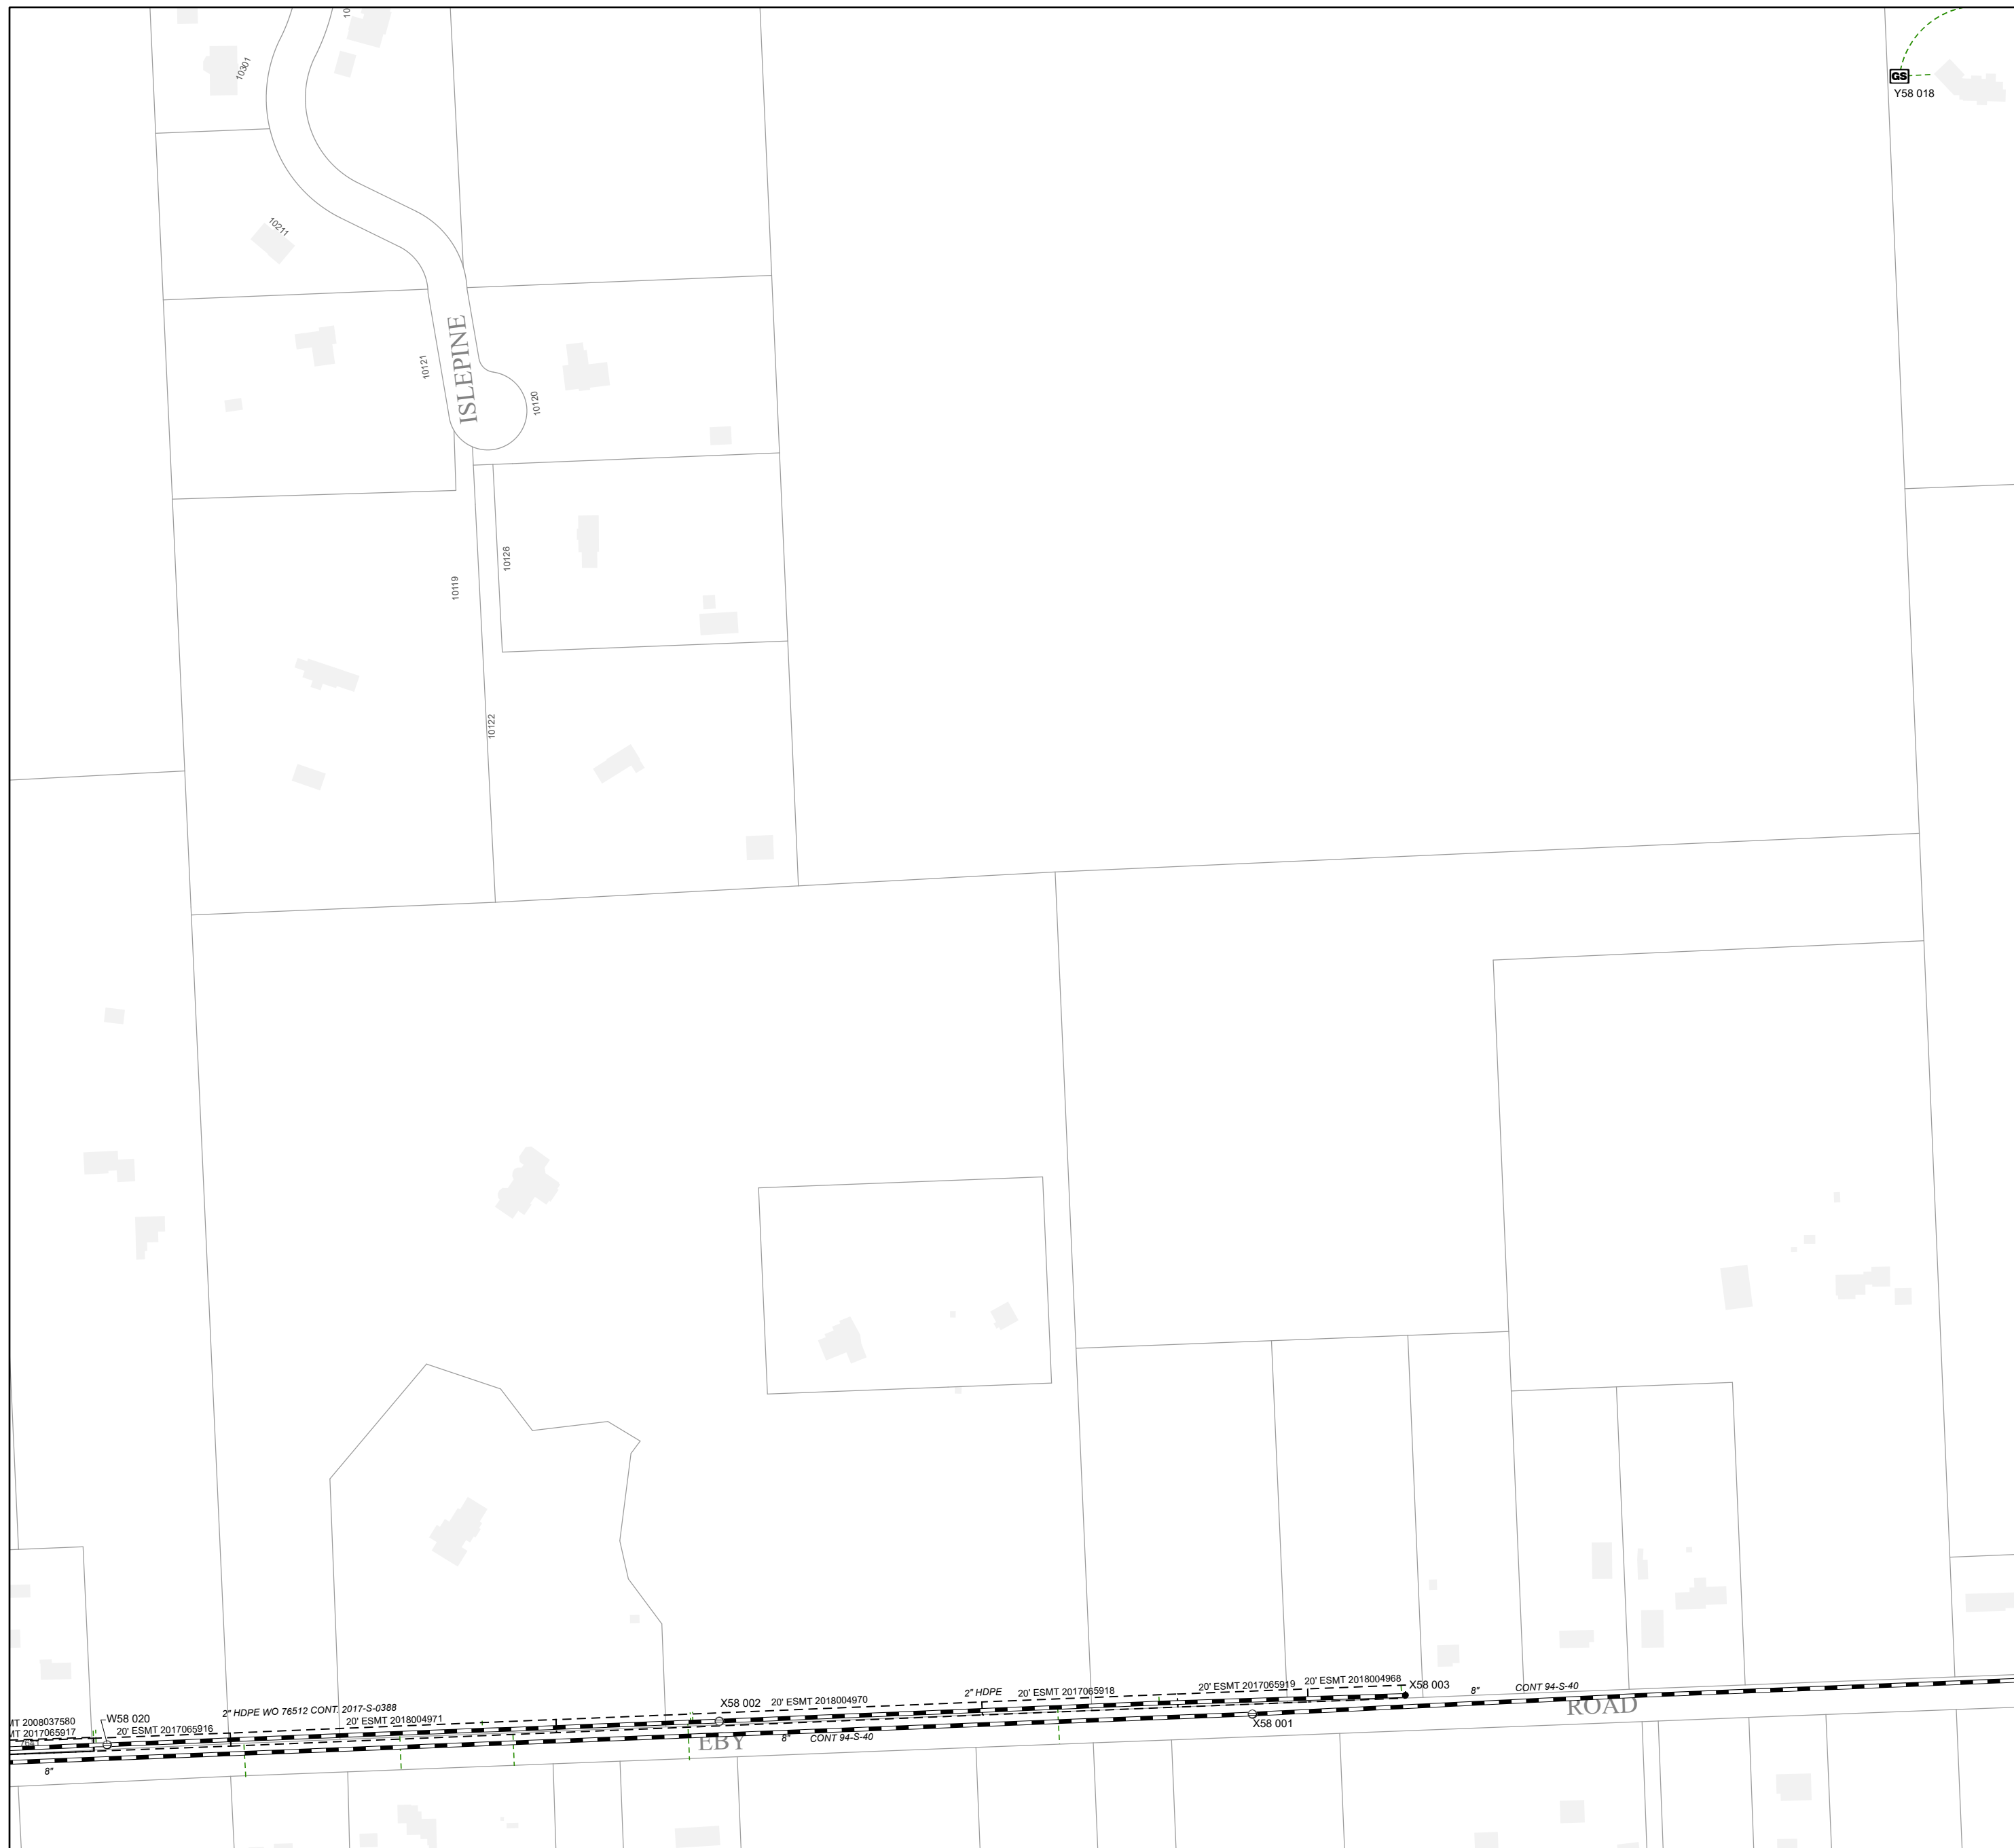 10
10301
GS
Y58 018
10211
ISLEPINE
10121
10120
10126
10119
10122
2" HDPE WO 76512 CONT. 2017-S-0388
X58 002
20' ESMT 2018004970
2" HDPE
20' ESMT 2017065918
20' ESMT 2017065919
20' ESMT 2018004968
X58 003
8"
CONT 94-S-40
ROAD
MT 2008037580
MT 2017065917
W58 020
20' ESMT 2017065916
20' ESMT 2018004971
X58 001
EBY
8"
CONT 94-S-40
8"